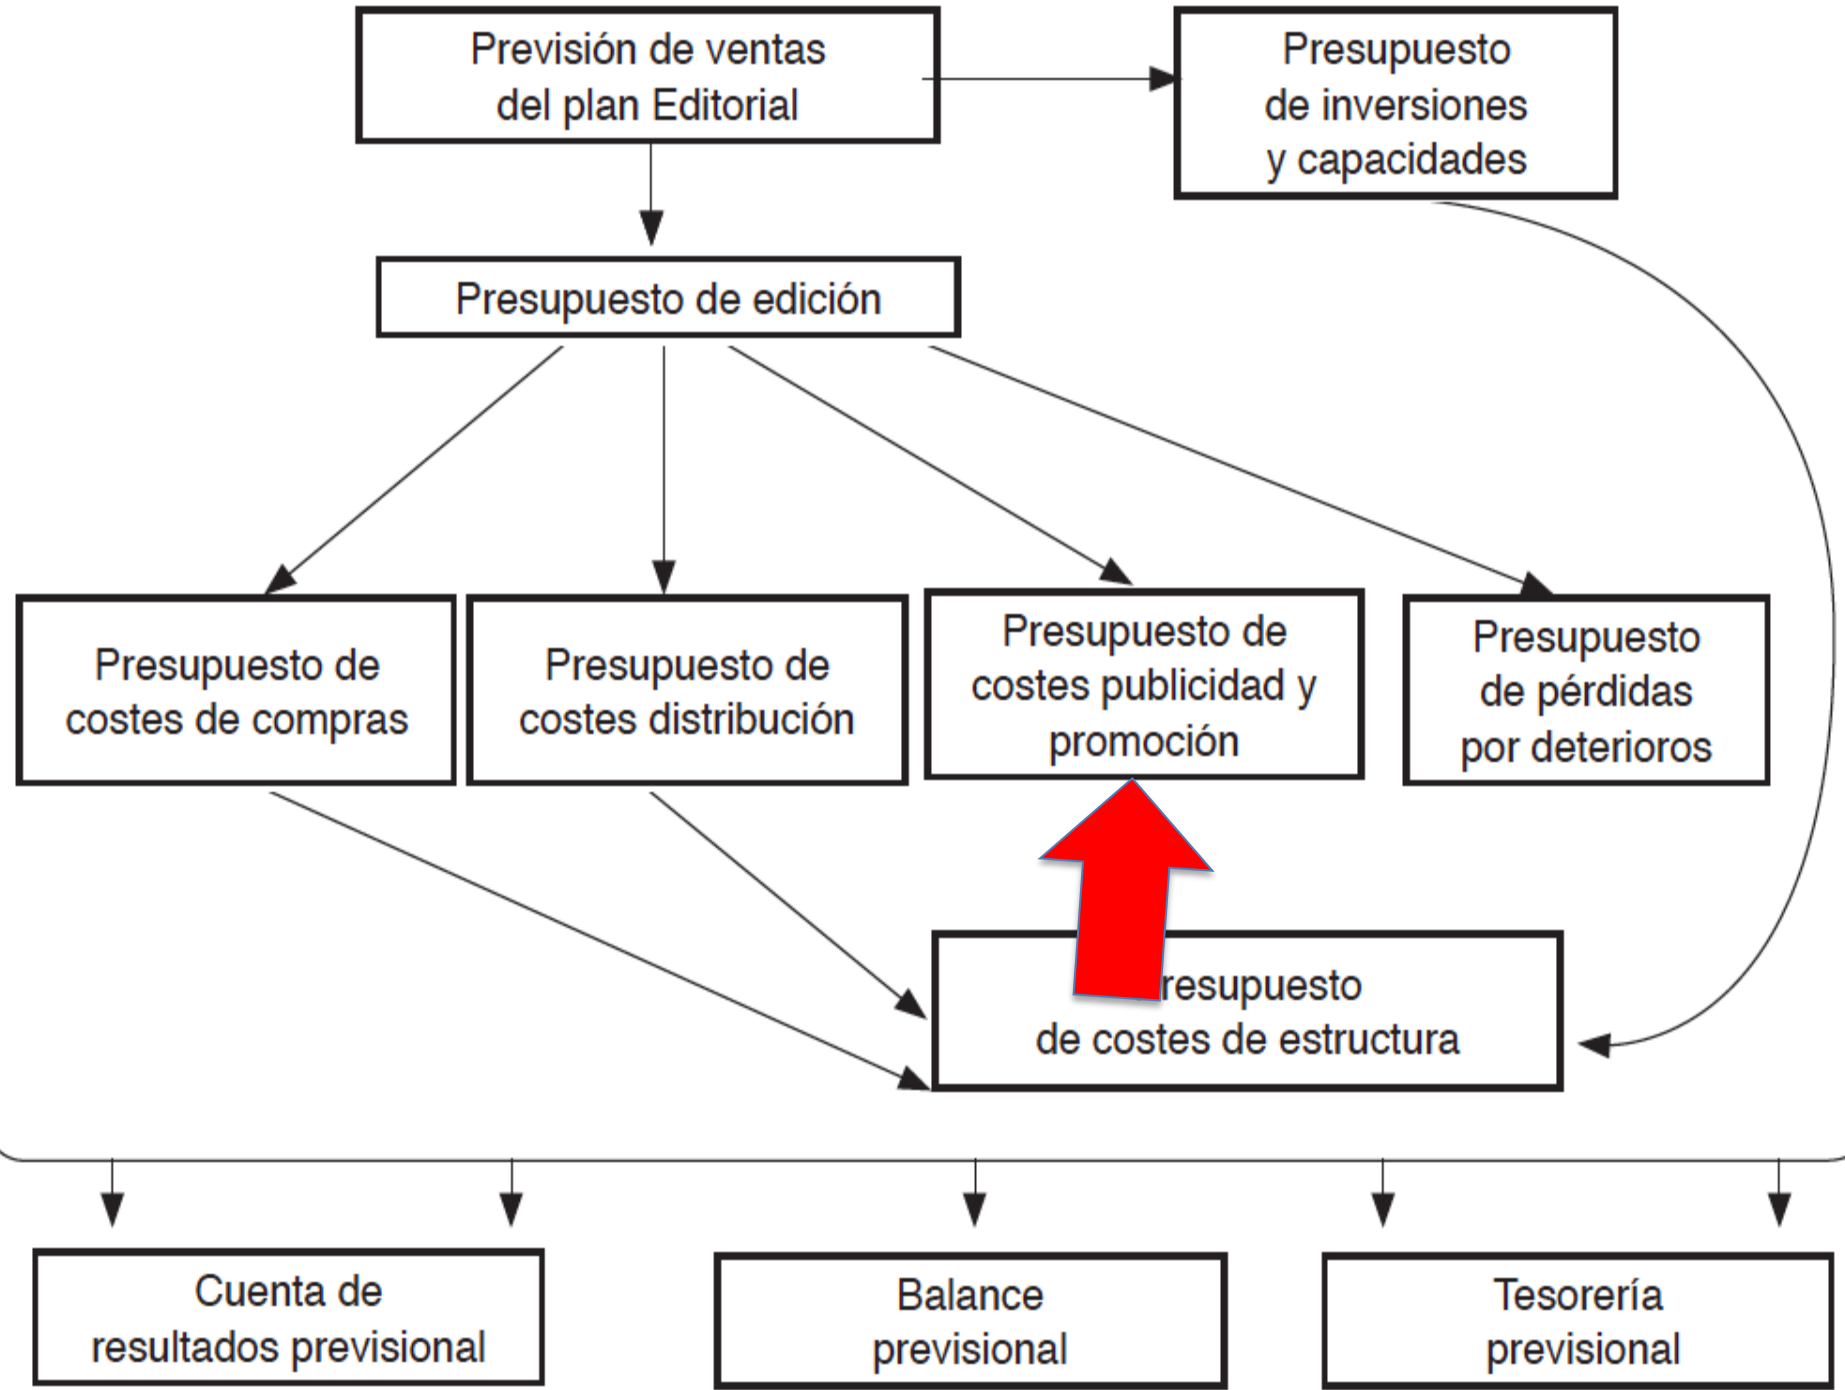 Previsión de ventas
del plan Editorial
Presupuesto
de inversiones
y capacidades
Presupuesto de edición
Presupuesto de
costes de compras
Presupuesto de
costes distribución
Presupuesto de
costes publicidad y
promoción
Presupuesto
de pérdidas
por deterioros
resupuesto
de costes de estructura
Cuenta de
resultados previsional
Balance
previsional
Tesorería
previsional